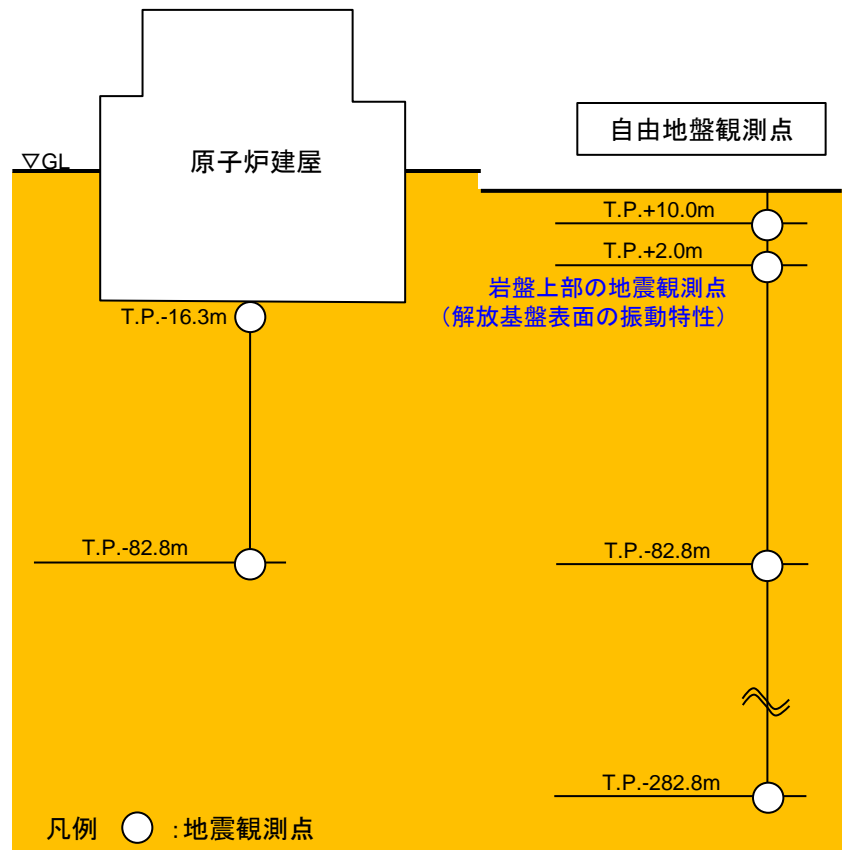 自由地盤観測点
▽GL
原子炉建屋
T.P.+10.0m
T.P.+2.0m
岩盤上部の地震観測点
（解放基盤表面の振動特性）
T.P.-16.3m
T.P.-82.8m
T.P.-82.8m
T.P.-282.8m
凡例 ○ ：地震観測点